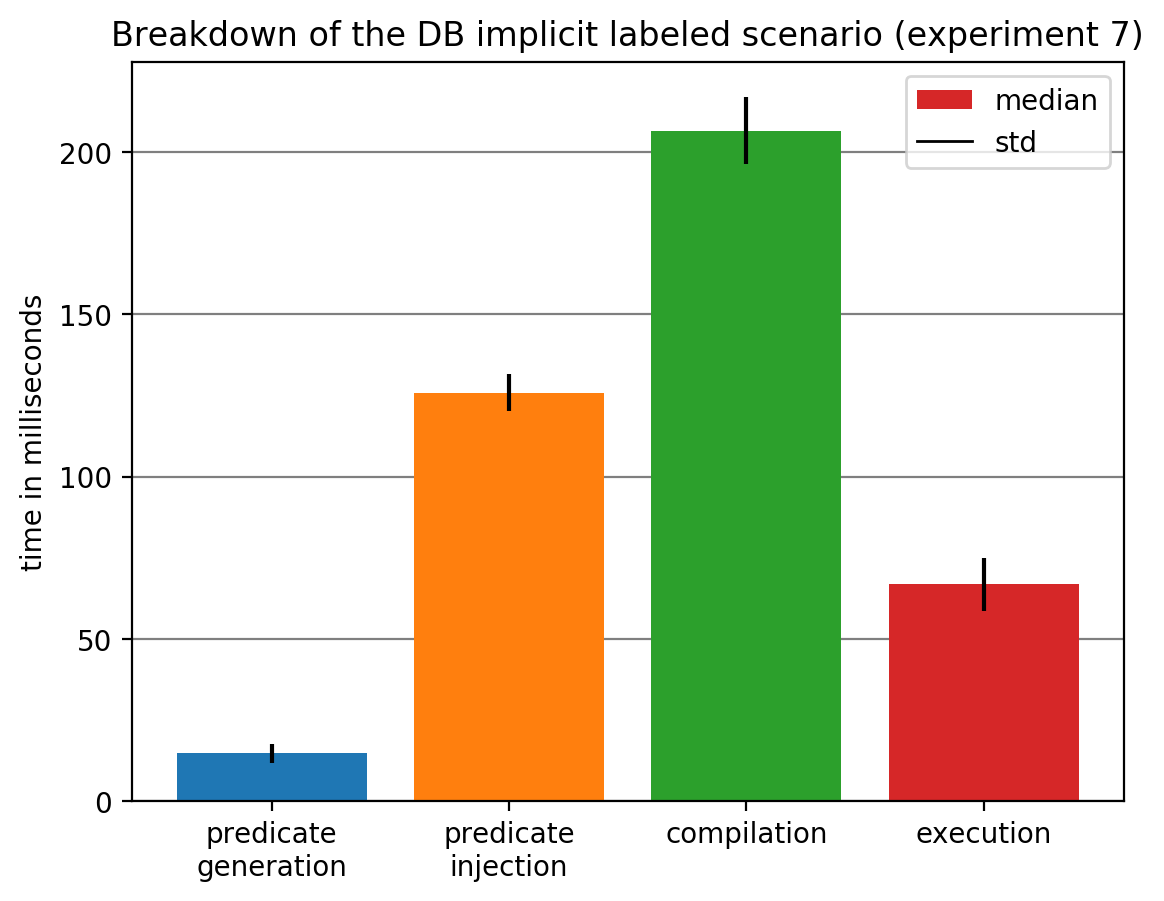 Breakdown of the DB implicit labeled scenario (experiment 7)
median
std
time in milliseconds
200
150
100
50
0
predicate
generation
predicate
injection
compilation
execution